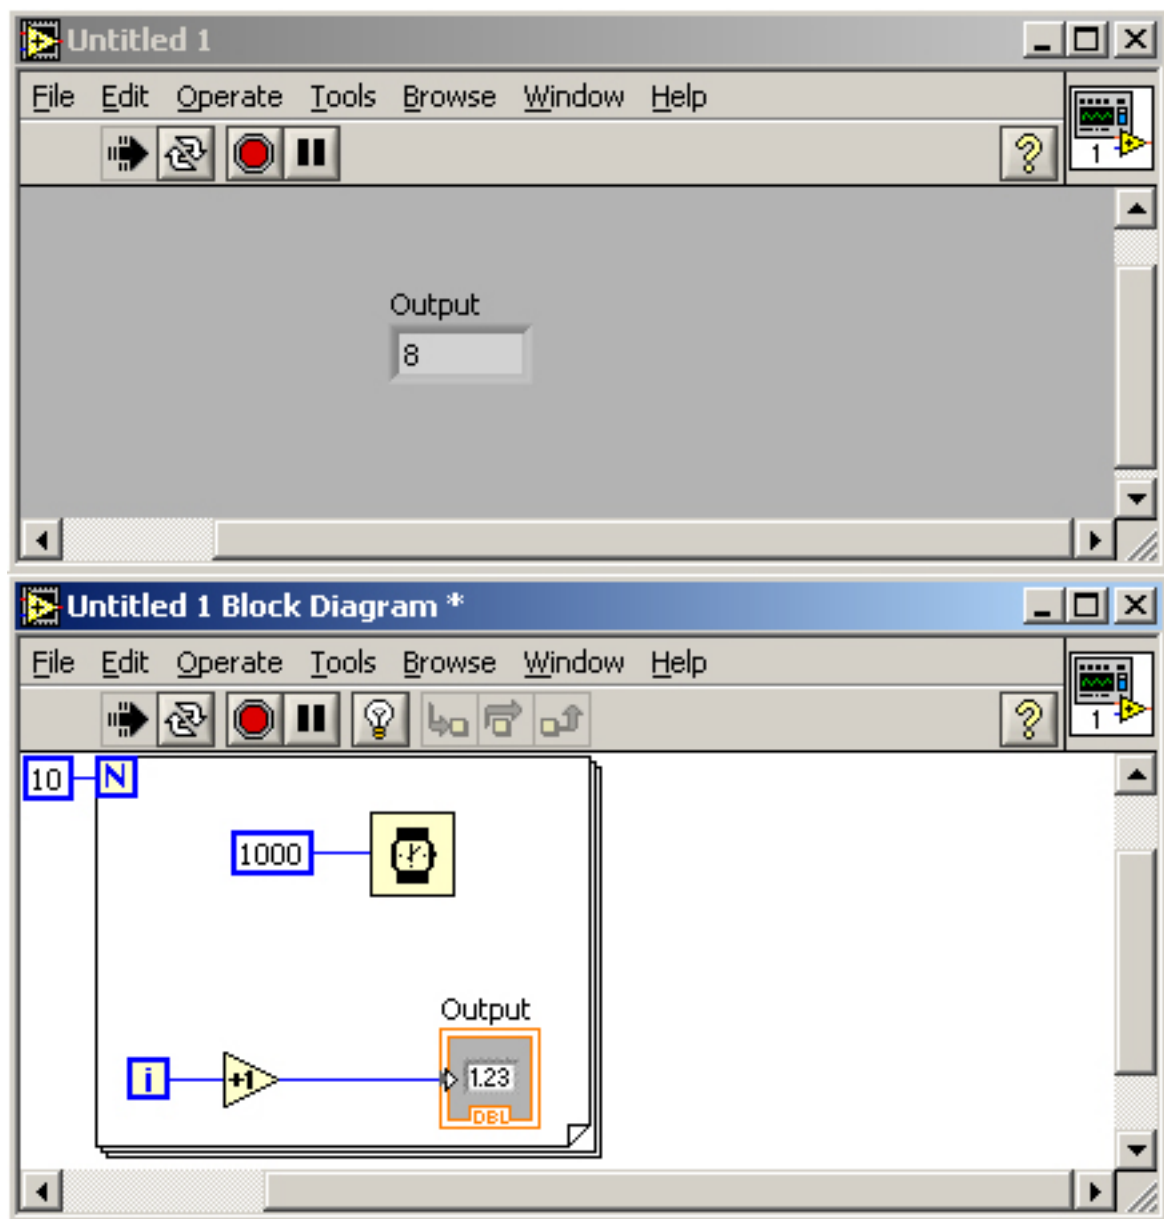 Untitled 1
File Edit Operate Tools Browse Window Help
?
1
Output
8
Untitled 1 Block Diagram *
File Edit Operate Tools Browse Window Help
?
1
10 N
1000
Output
i +1 1.23
DBL